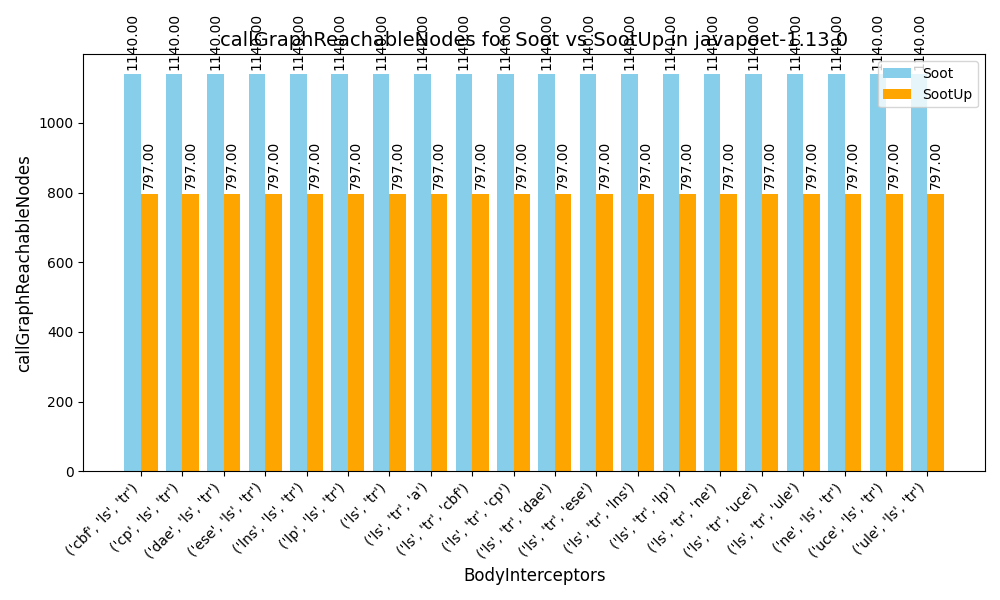 callGraphReachableNodes for Soot vs SootUp in javapoet-1.13.0
Soot
SootUp
callGraphReachableNodes
1000
800
600
400
200
0
1140.00
797.00
1140.00
797.00
1140.00
797.00
1140.00
797.00
1140.00
797.00
1140.00
797.00
1140.00
797.00
1140.00
797.00
1140.00
797.00
1140.00
797.00
1140.00
797.00
1140.00
797.00
1140.00
797.00
1140.00
797.00
1140.00
797.00
1140.00
797.00
1140.00
797.00
1140.00
797.00
1140.00
797.00
1140.00
797.00
('cbf', 'ls', 'tr')
('cp', 'ls', 'tr')
('dae', 'ls', 'tr')
('ese', 'ls', 'tr')
('lns', 'ls', 'tr')
('lp', 'ls', 'tr')
('ls', 'tr')
('ls', 'tr', 'a')
('ls', 'tr', 'cbf')
('ls', 'tr', 'cp')
('ls', 'tr', 'dae')
('ls', 'tr', 'ese')
('ls', 'tr', 'lns')
('ls', 'tr', 'lp')
('ls', 'tr', 'ne')
('ls', 'tr', 'uce')
('ls', 'tr', 'ule')
('ne', 'ls', 'tr')
('uce', 'ls', 'tr')
('ule', 'ls', 'tr')
BodyInterceptors